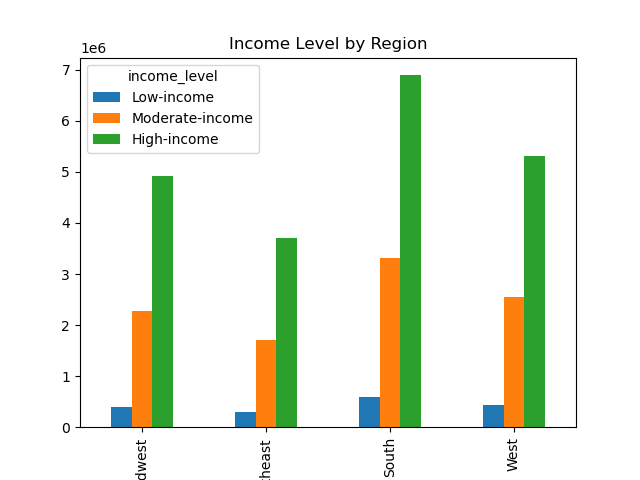 Income Level by Region
1e6
income_level
Low-income
Moderate-income
High-income
7
6
5
4
3
2
1
0
dwest
theast
South
West